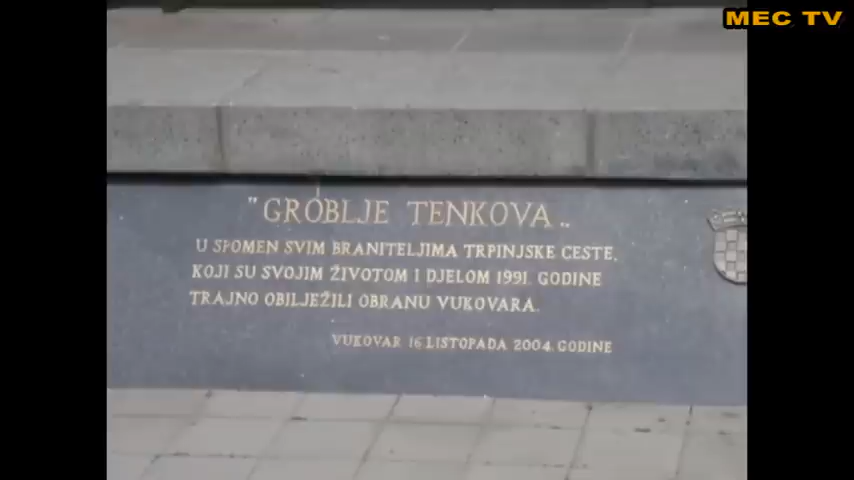 MEC TV
"GROBLJE TENKOVA„
U SPOMEN SVIM BRANITELJIMA TRPINJSKE CESTE,
KOJI SU SVOJIM ŽIVOTOM I DJELOM 1991. GODINE
TRAJNO OBILJEŽILI OBRANU VUKOVARA.
VUKOVAR 16 LISTOPADA 2004. GODINE